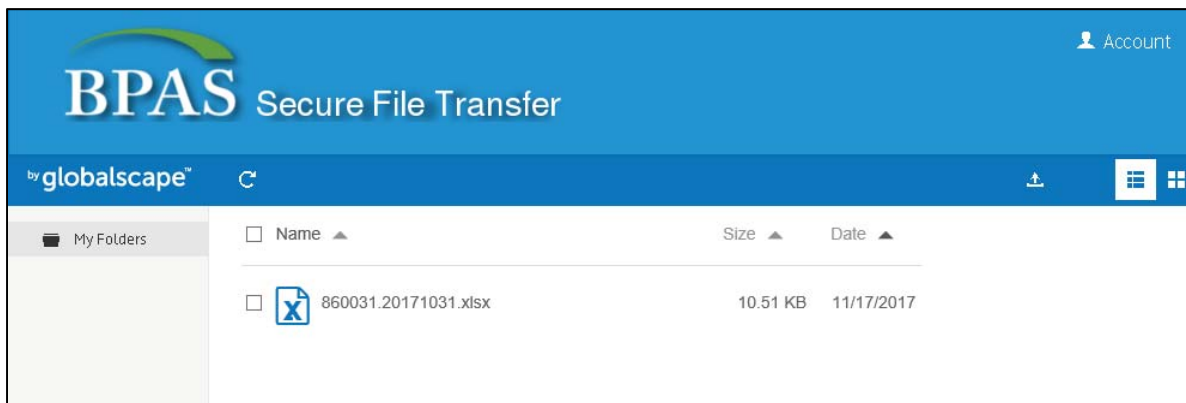 Account
BPAS Secure File Transfer
by globalscape™
My Folders
Name Size Date
860031.20171031.xlsx 10.51 KB 11/17/2017